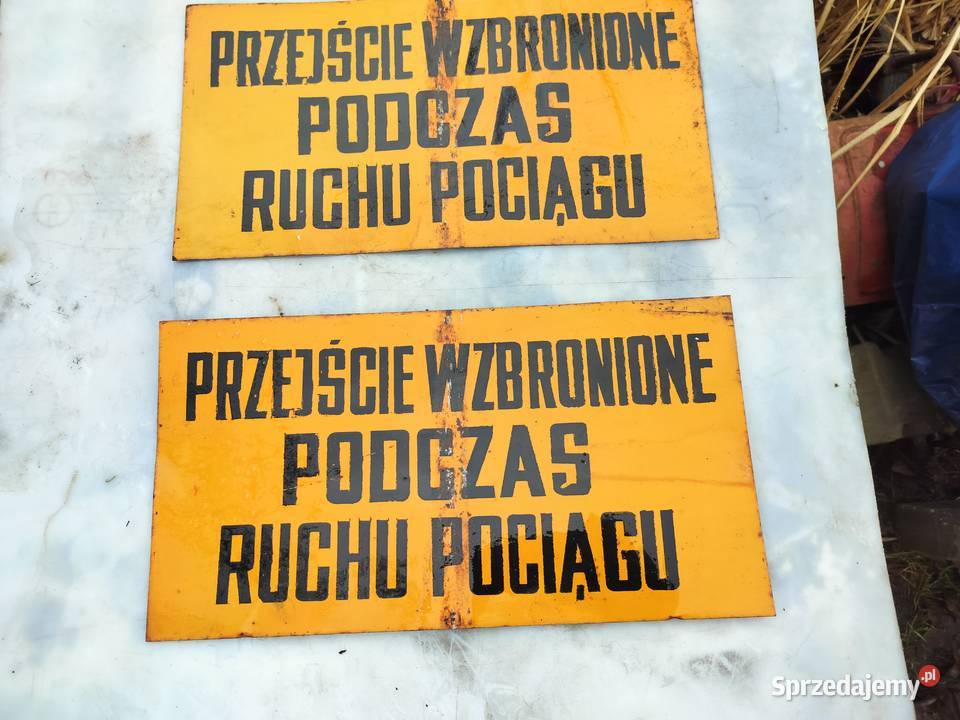 PRZEJŚCIE WZBRONIONE
PODCZAS
RUCHU POCIĄGU
PRZEJŚCIE WZBRONIONE
PODCZAS
RUCHU POCIĄGU
Sprzedajemy.pl